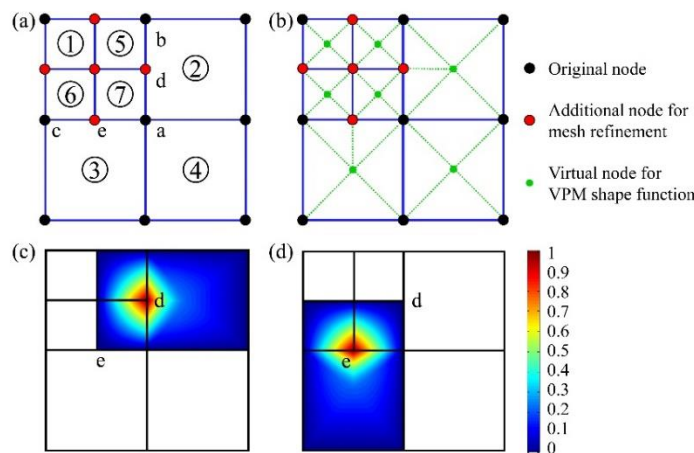 (a)
① ⑤ b
②
⑥ ⑦ d
c e a
③ ④
(b)
Original node
Additional node for
mesh refinement
Virtual node for
VPM shape function
(c)
d
e
(d)
d
e
1
0.9
0.8
0.7
0.6
0.5
0.4
0.3
0.2
0.1
0